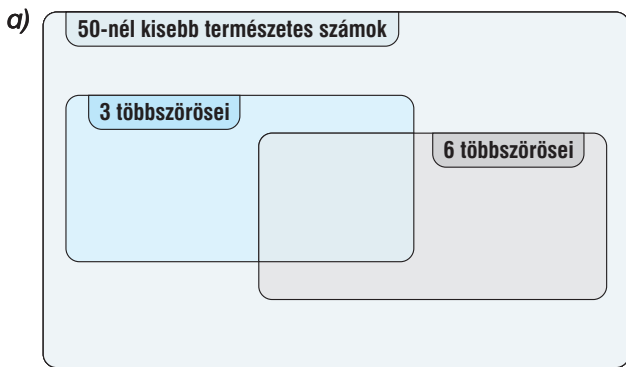 a)
50-nél kisebb természetes számok
3 többszörösei
6 többszörösei